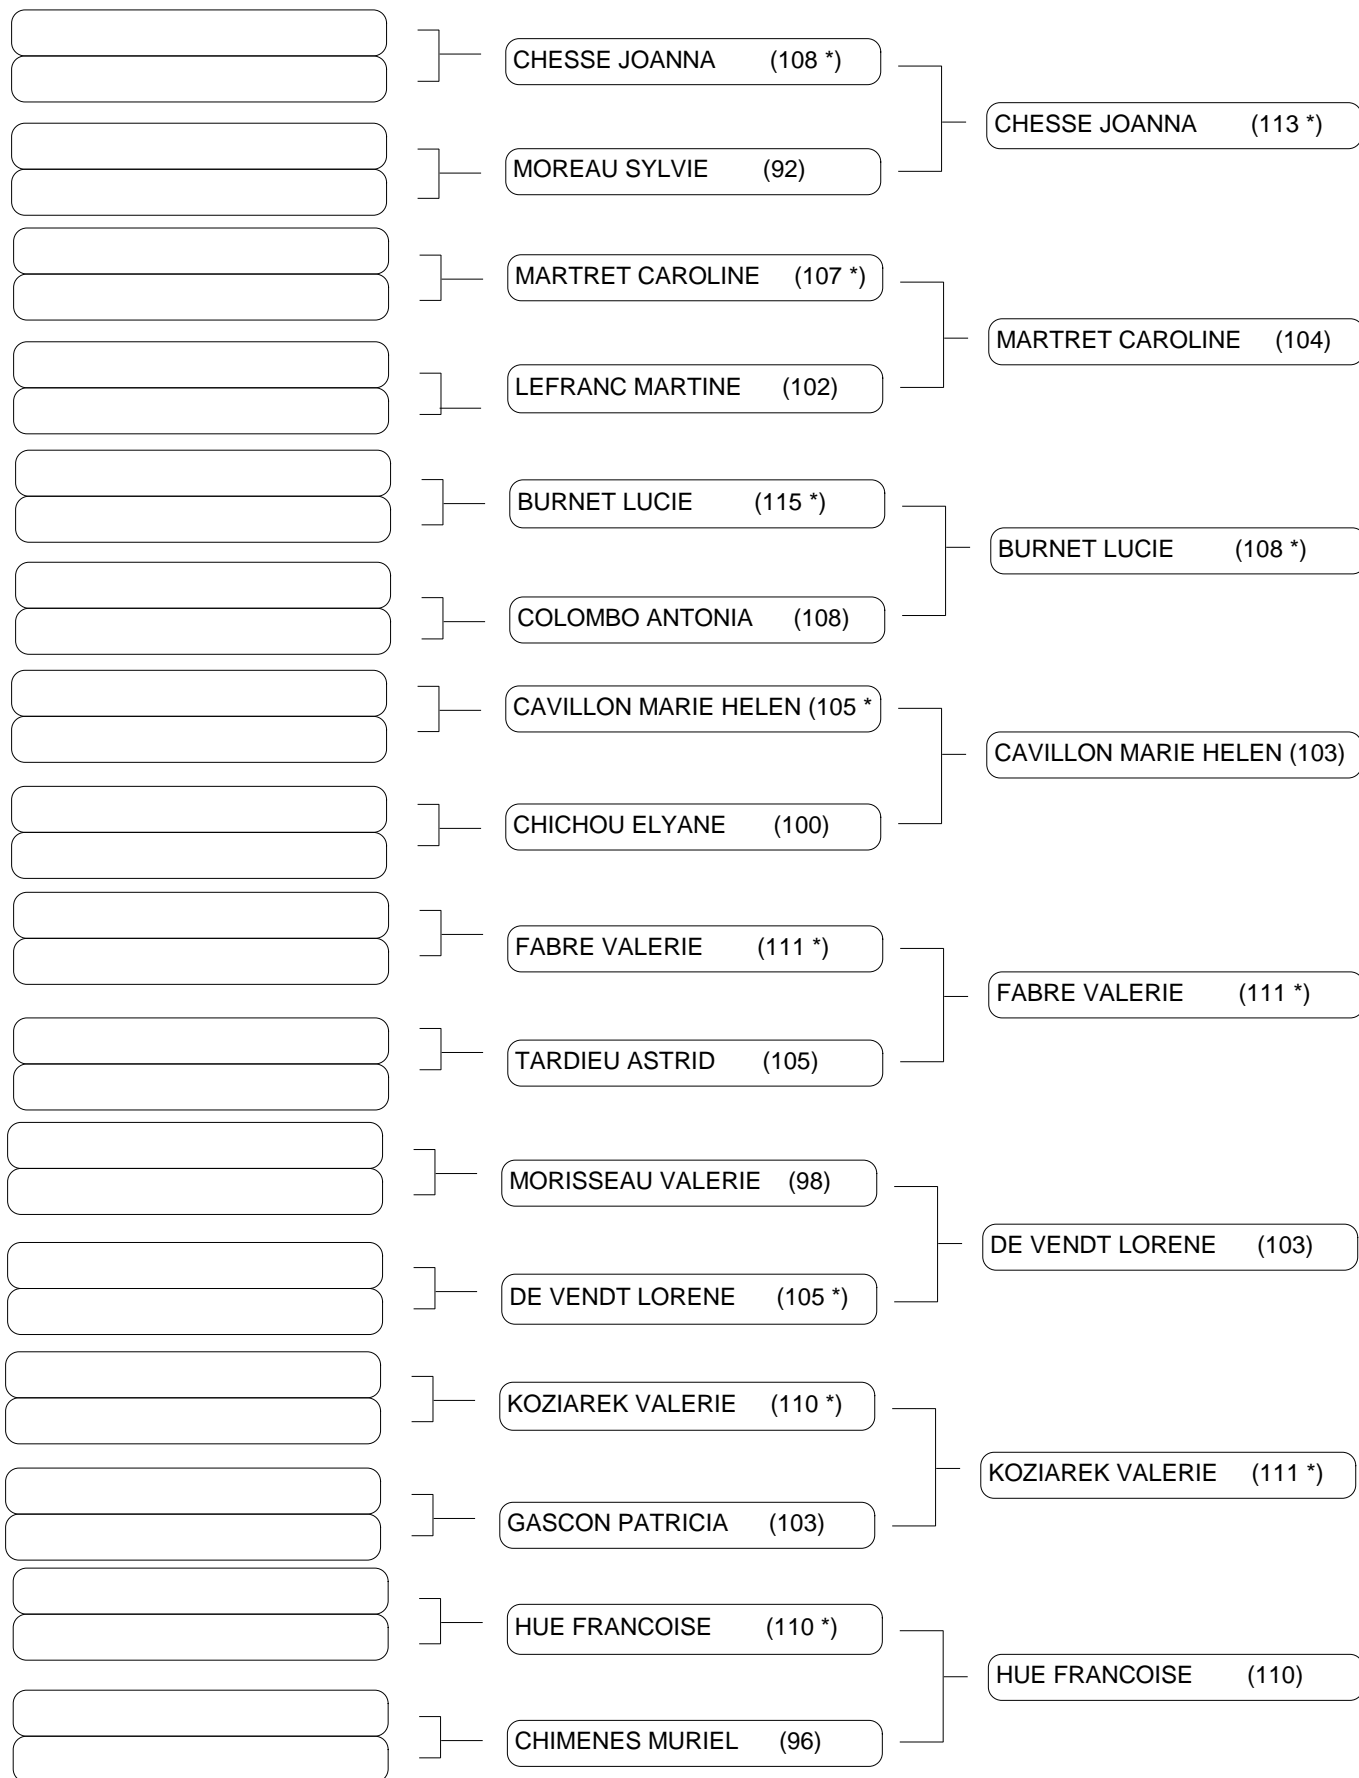 CHESSE JOANNA (108 *)
CHESSE JOANNA (113 *)
MOREAU SYLVIE (92)
MARTRET CAROLINE (107 *)
MARTRET CAROLINE (104)
LEFRANC MARTINE (102)
BURNET LUCIE (115 *)
BURNET LUCIE (108 *)
COLOMBO ANTONIA (108)
CAVILLON MARIE HELEN (105 *
CAVILLON MARIE HELEN (103)
CHICHOU ELYANE (100)
FABRE VALERIE (111 *)
FABRE VALERIE (111 *)
TARDIEU ASTRID (105)
MORISSEAU VALERIE (98)
DE VENDT LORENE (103)
DE VENDT LORENE (105 *)
KOZIAREK VALERIE (110 *)
KOZIAREK VALERIE (111 *)
GASCON PATRICIA (103)
HUE FRANCOISE (110 *)
HUE FRANCOISE (110)
CHIMENES MURIEL (96)